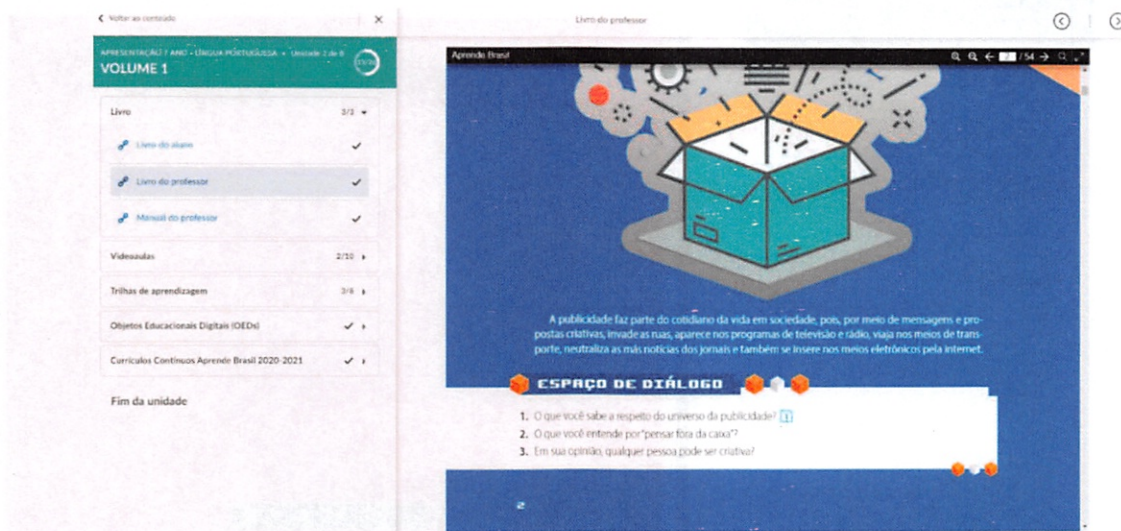 Voltar ao conteúdo
Livro do professor
APRESENTAÇÃO 7 ANO - LÍNGUA PORTUGUESA • Unidade 2 de 8
VOLUME 1
Livro 3/3
Livro do aluno
Livro do professor
Manual do professor
Videoaulas 2/10
Trilhas de aprendizagem 3/8
Objetos Educacionais Digitais (OEDs)
Currículos Contínuos Aprende Brasil 2020-2021
Fim da unidade
Aprende Brasil
2 /54
A publicidade faz parte do cotidiano da vida em sociedade, pois, por meio de mensagens e pro-
postas criativas, invade as ruas, aparece nos programas de televisão e rádio, viaja nos meios de trans-
porte, neutraliza as más notícias dos jornais e também se insere nos meios eletrônicos pela internet.
ESPAÇO DE DIÁLOGO
1. O que você sabe a respeito do universo da publicidade?
2. O que você entende por "pensar fora da caixa"?
3. Em sua opinião, qualquer pessoa pode ser criativa?
2